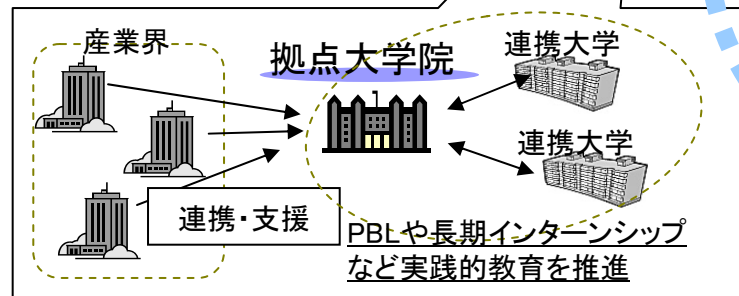 産業界
拠点大学院
連携大学
連携大学
連携・支援
PBLや長期インターンシップ
など実践的教育を推進